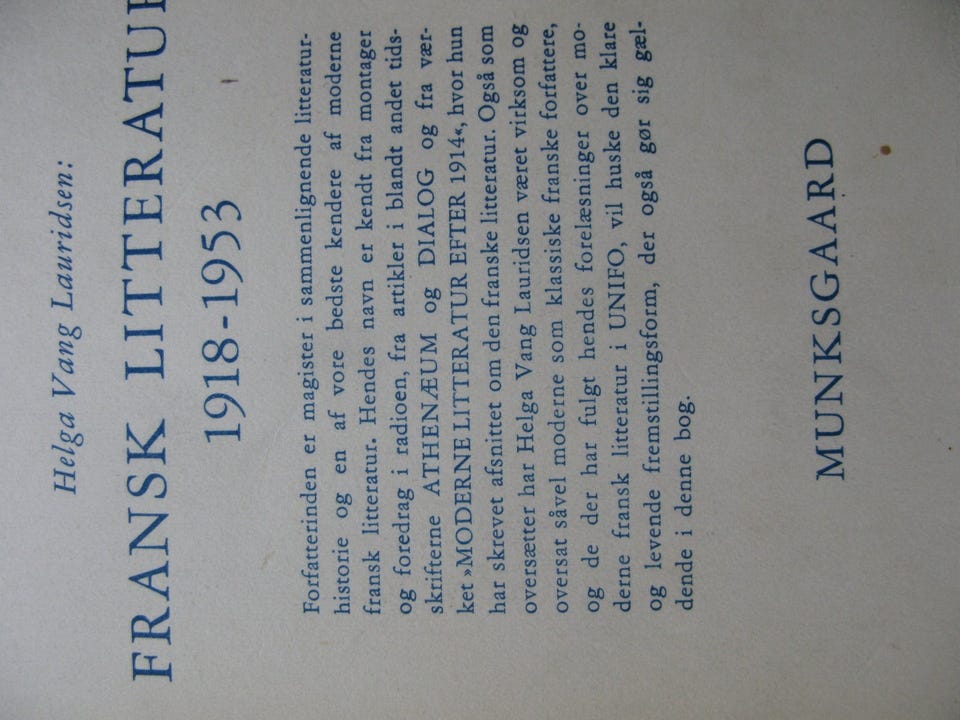 Helga Vang Lauridsen:
FRANSK LITTERATUR
1918-1953
Forfatterinden er magister i sammenlignende litteratur-
historie og en af vore bedste kendere af moderne
fransk litteratur. Hendes navn er kendt fra montager
og foredrag i radioen, fra artikler i blandt andet tids-
skrifterne ATHENÆUM og DIALOG og fra vær-
ket »MODERNE LITTERATUR EFTER 1914«, hvor hun
har skrevet afsnittet om den franske litteratur. Også som
oversætter har Helga Vang Lauridsen været virksom og
oversat såvel moderne som klassiske franske forfattere,
og de der har fulgt hendes forelæsninger over mo-
derne fransk litteratur i UNIFO, vil huske den klare
og levende fremstillingsform, der også gør sig gæl-
dende i denne bog.
MUNKSGAARD